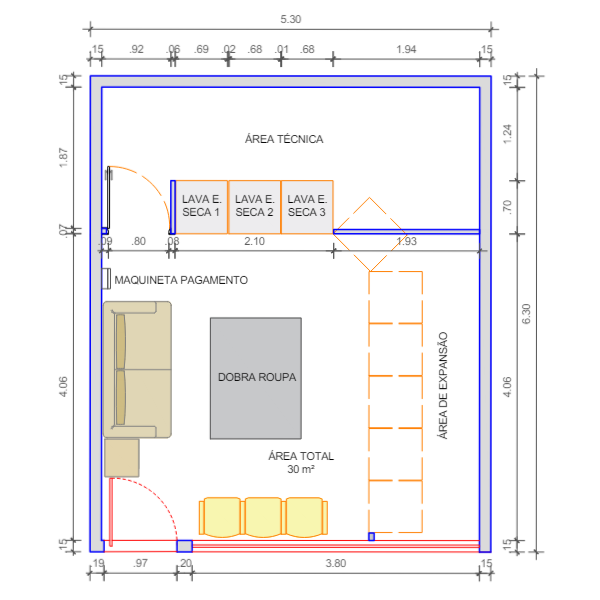 5.30
.15 .92 .06 .69 .02 .68 .01 .68 1.94 .15
.15
.15
ÁREA TÉCNICA
1.87
1.24
LAVA E.
SECA 1
LAVA E.
SECA 2
LAVA E.
SECA 3
.70
.07
.09 .80 .08 2.10 1.93
MAQUINETA PAGAMENTO
6.30
DOBRA ROUPA
ÁREA DE EXPANSÃO
4.06
4.06
ÁREA TOTAL
30 m²
.15
.15
.19 .97 .20 3.80 .15